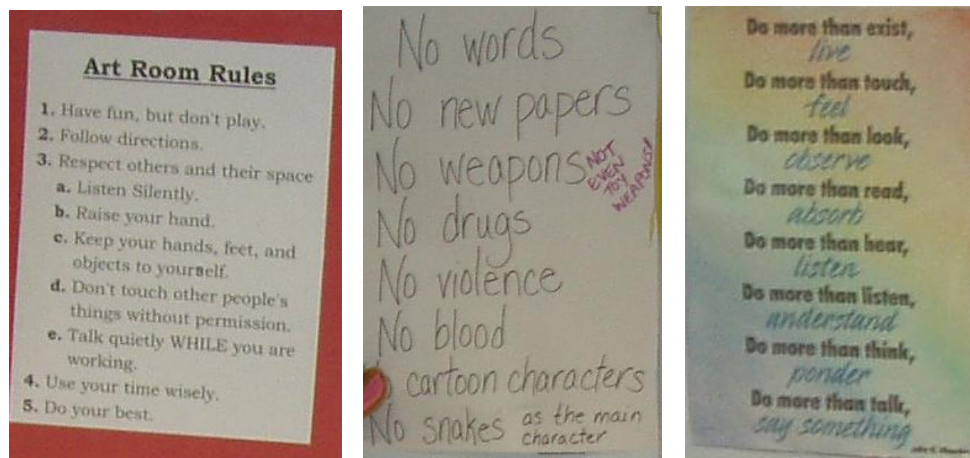 Art Room Rules
1. Have fun, but don't play.
2. Follow directions.
3. Respect others and their space
a. Listen Silently.
b. Raise your hand.
c. Keep your hands, feet, and
objects to yourself.
d. Don't touch other people's
things without permission.
e. Talk quietly WHILE you are
working.
4. Use your time wisely.
5. Do your best.
No words
No new papers
No weapons NOT
EVEN
TOY
WEAPONS!
No drugs
No violence
No blood
cartoon characters
No snakes as the main
character
Do more than exist,
live
Do more than touch,
feel
Do more than look,
observe
Do more than read,
absorb
Do more than hear,
listen
Do more than listen,
understand
Do more than think,
ponder
Do more than talk,
say something